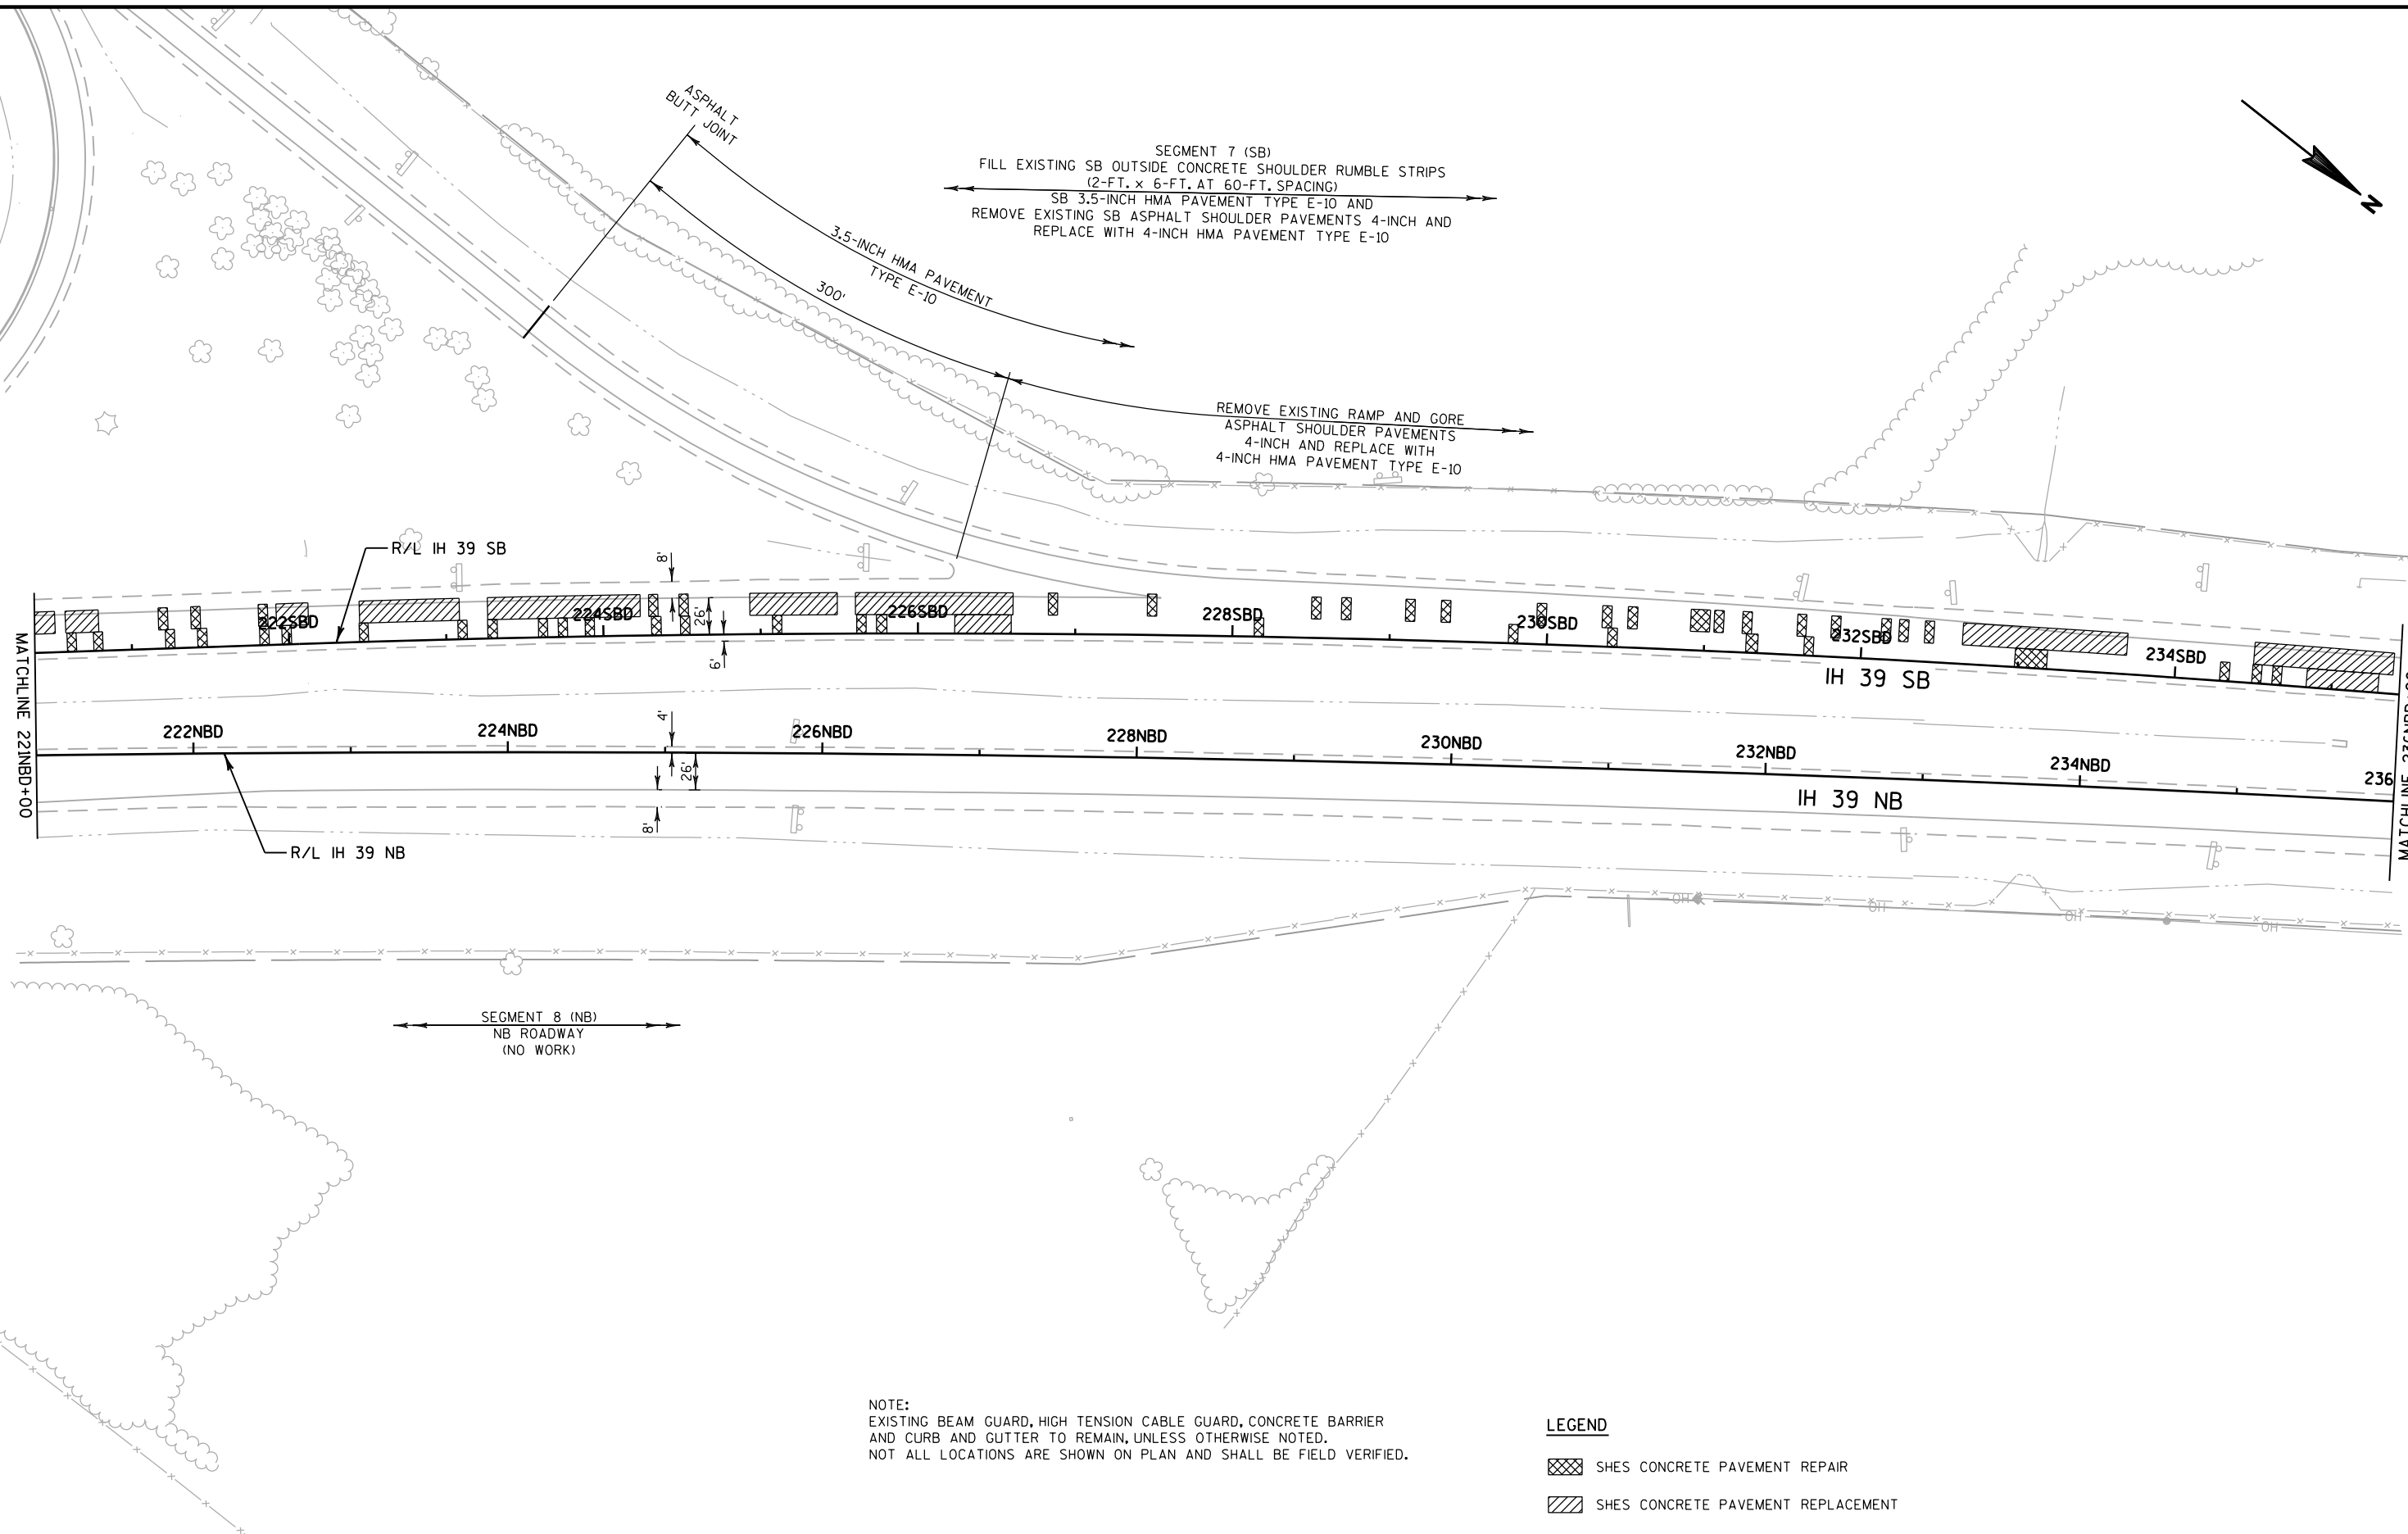 ASPHALT
BUTT JOINT
SEGMENT 7 (SB)
FILL EXISTING SB OUTSIDE CONCRETE SHOULDER RUMBLE STRIPS
(2-FT. x 6-FT. AT 60-FT. SPACING)
SB 3.5-INCH HMA PAVEMENT TYPE E-10 AND
REMOVE EXISTING SB ASPHALT SHOULDER PAVEMENTS 4-INCH AND
REPLACE WITH 4-INCH HMA PAVEMENT TYPE E-10
N
3.5-INCH HMA PAVEMENT
TYPE E-10
300'
REMOVE EXISTING RAMP AND GORE
ASPHALT SHOULDER PAVEMENTS
4-INCH AND REPLACE WITH
4-INCH HMA PAVEMENT TYPE E-10
R/L IH 39 SB
8'
26'
6'
222SBD
224SBD
226SBD
228SBD
230SBD
232SBD
234SBD
IH 39 SB
MATCHLINE 221NBD+00
222NBD
224NBD
4'
226NBD
228NBD
230NBD
232NBD
234NBD
236
26'
8'
IH 39 NB
R/L IH 39 NB
MATCHLINE
OH
OH
OH
OH
SEGMENT 8 (NB)
NB ROADWAY
(NO WORK)
NOTE:
EXISTING BEAM GUARD, HIGH TENSION CABLE GUARD, CONCRETE BARRIER
AND CURB AND GUTTER TO REMAIN, UNLESS OTHERWISE NOTED.
NOT ALL LOCATIONS ARE SHOWN ON PLAN AND SHALL BE FIELD VERIFIED.
LEGEND
SHES CONCRETE PAVEMENT REPAIR
SHES CONCRETE PAVEMENT REPLACEMENT